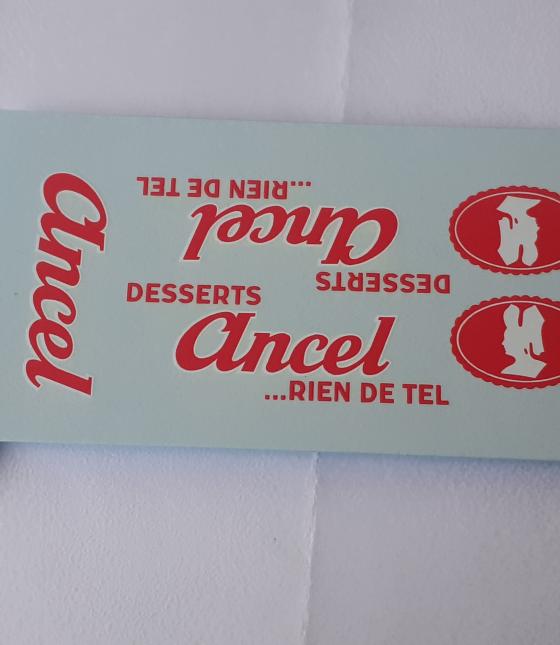 Ancel
...RIEN DE TEL
Ancel
DESSERTS
DESSERTS
Ancel
...RIEN DE TEL